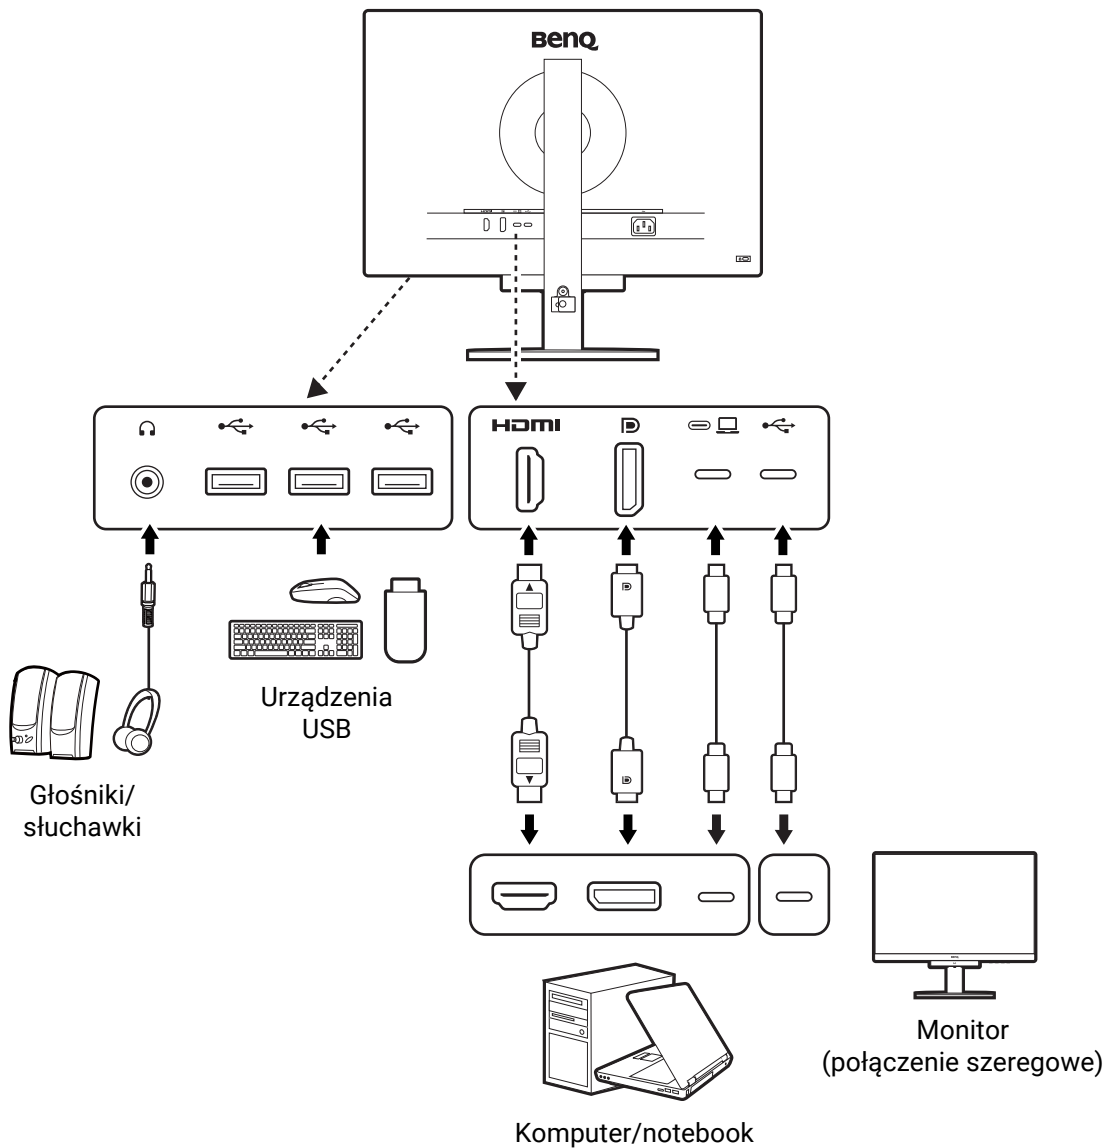 BenQ
HDMI
Urządzenia
USB
Głośniki/
słuchawki
Monitor
(połączenie szeregowe)
Komputer/notebook